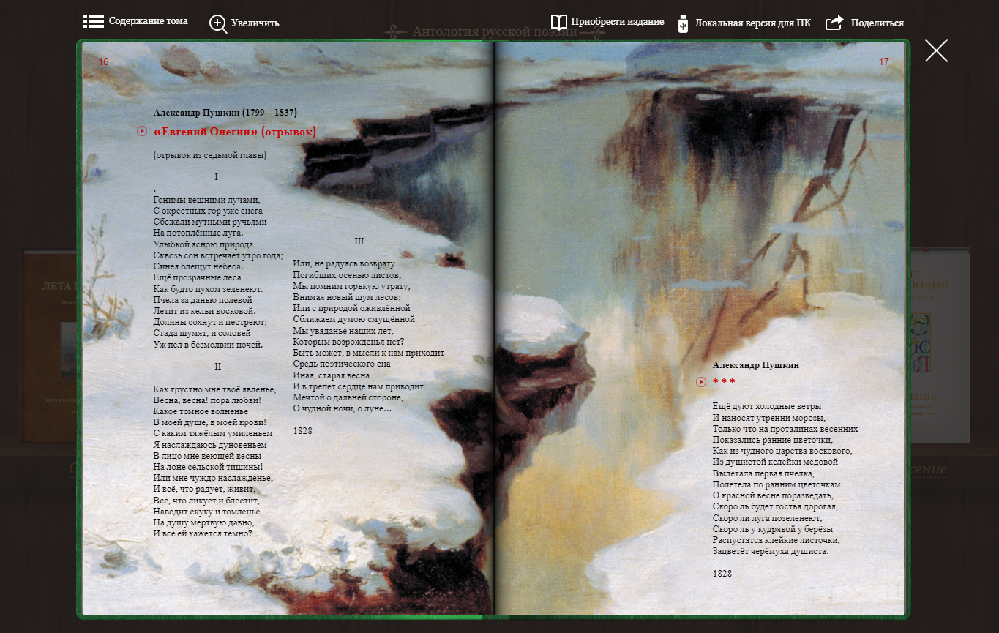 Содержание тома
Увеличить
Антология русской поэзии
Приобрести издание
Локальная версия для ПК
Поделиться
16
Александр Пушкин (1799—1837)
«Евгений Онегин» (отрывок)
(отрывок из седьмой главы)
I
.
Гонимы вешними лучами,
С окрестных гор уже снега
Сбежали мутными ручьями
На потоплённые луга.
Улыбкой ясною природа
Сквозь сон встречает утро года;
Синея блещут небеса.
Ещё прозрачные леса
Как будто пухом зеленеют.
Пчела за данью полевой
Летит из кельи восковой.
Долины сохнут и пестреют;
Стада шумят, и соловей
Уж пел в безмолвии ночей.
II
Как грустно мне твоё явленье,
Весна, весна! пора любви!
Какое томное волненье
В моей душе, в моей крови!
С каким тяжёлым умиленьем
Я наслаждаюсь дуновеньем
В лицо мне веющей весны
На лоне сельской тишины!
Или мне чуждо наслажденье,
И всё, что радует, живит,
Всё, что ликует и блестит,
Наводит скуку и томленье
На душу мёртвую давно,
И всё ей кажется темно?
III
Или, не радуясь возврату
Погибших осенью листов,
Мы помним горькую утрату,
Внимая новый шум лесов;
Или с природой оживлённой
Сближаем думою смущённой
Мы увяданье наших лет,
Которым возрожденья нет?
Быть может, в мысли к нам приходит
Средь поэтического сна
Иная, старая весна
И в трепет сердце нам приводит
Мечтой о дальней стороне,
О чудной ночи, о луне...
1828
17
Александр Пушкин
* * *
Ещё дуют холодные ветры
И наносят утренни морозы,
Только что на проталинах весенних
Показались ранние цветочки,
Как из чудного царства воскового,
Из душистой келейки медовой
Вылетала первая пчёлка,
Полетела по ранним цветочкам
О красной весне поразведать,
Скоро ль будет гостья дорогая,
Скоро ли луга позеленеют,
Скоро ль у кудрявой у берёзы
Распустятся клейкие листочки,
Зацветёт черёмуха душиста.
1828
ЛЕТА